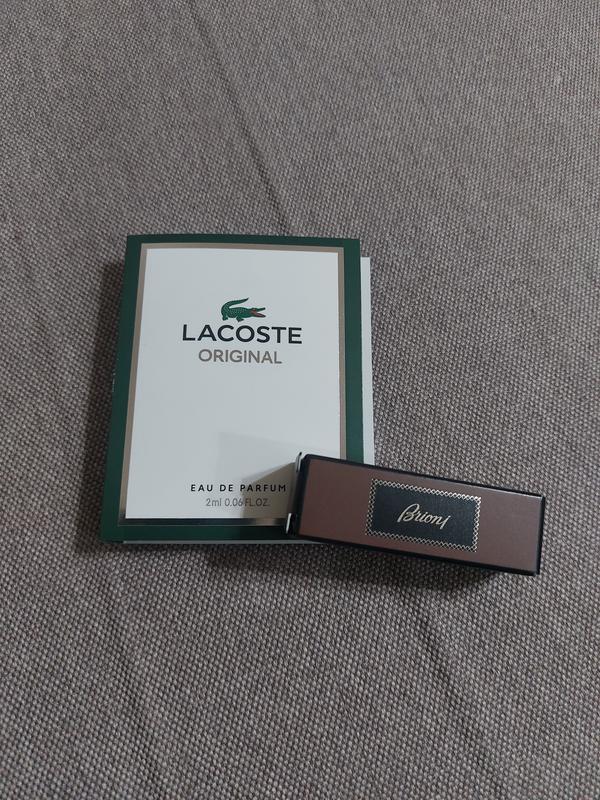 LACOSTE
ORIGINAL
EAU DE PARFUM
2ml 0.06 FL.OZ.
Brioni